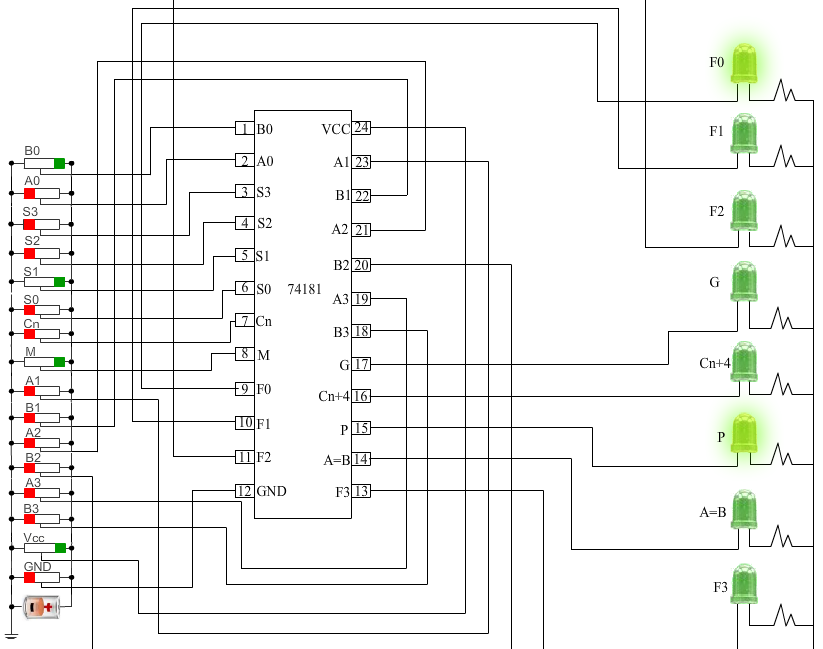 B0
A0
S3
S2
S1
S0
Cn
M
A1
B1
A2
B2
A3
B3
Vcc
GND
- +
1 B0
2 A0
3 S3
4 S2
5 S1
6 S0
7 Cn
8 M
9 F0
10 F1
11 F2
12 GND
74181
VCC 24
A1 23
B1 22
A2 21
B2 20
A3 19
B3 18
G 17
Cn+4 16
P 15
A=B 14
F3 13
F0
F1
F2
G
Cn+4
P
A=B
F3